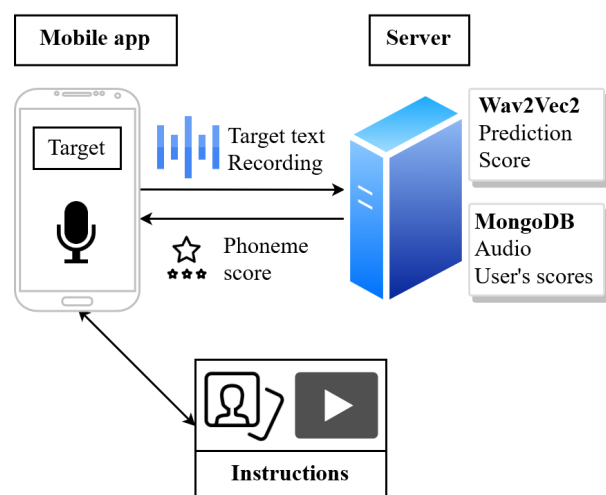 Mobile app
Server
Target
Target text
Recording
Phoneme
score
Wav2Vec2
Prediction
Score
MongoDB
Audio
User's scores
Instructions